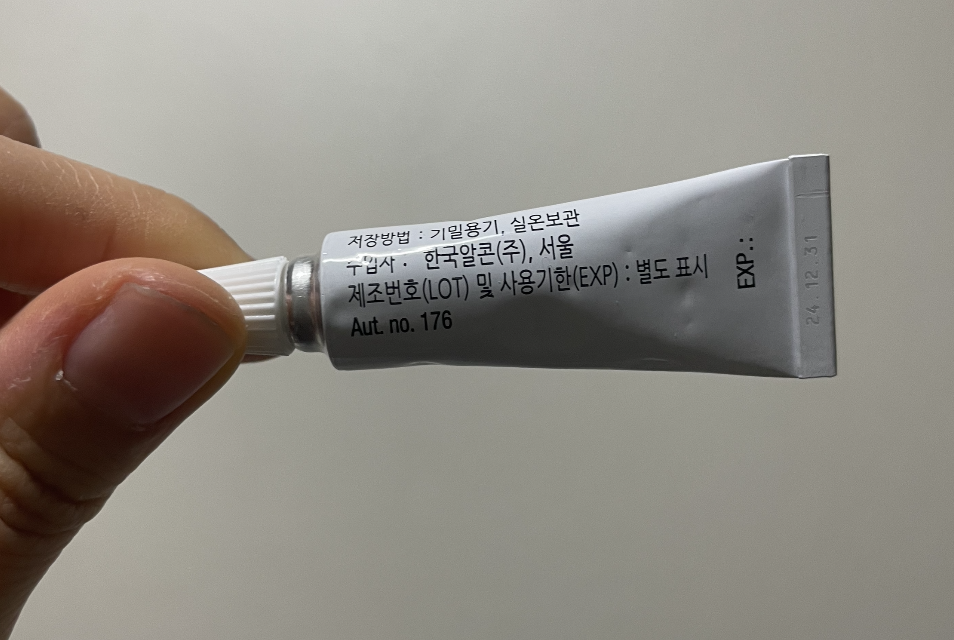 저장방법 : 기밀용기, 실온보관
수입사 : 한국알콘(주), 서울
제조번호(LOT) 및 사용기한(EXP) : 별도 표시
Aut. no. 176
EXP.:
24.12.31